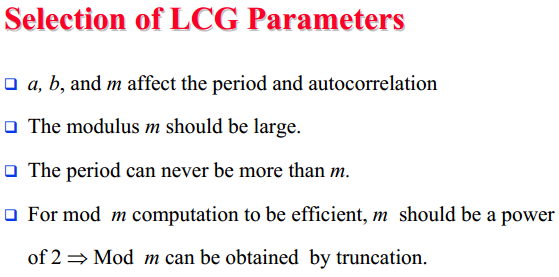 Selection of LCG Parameters
a, b, and m affect the period and autocorrelation
The modulus m should be large.
The period can never be more than m.
For mod m computation to be efficient, m should be a power
of 2 ⇒ Mod m can be obtained by truncation.